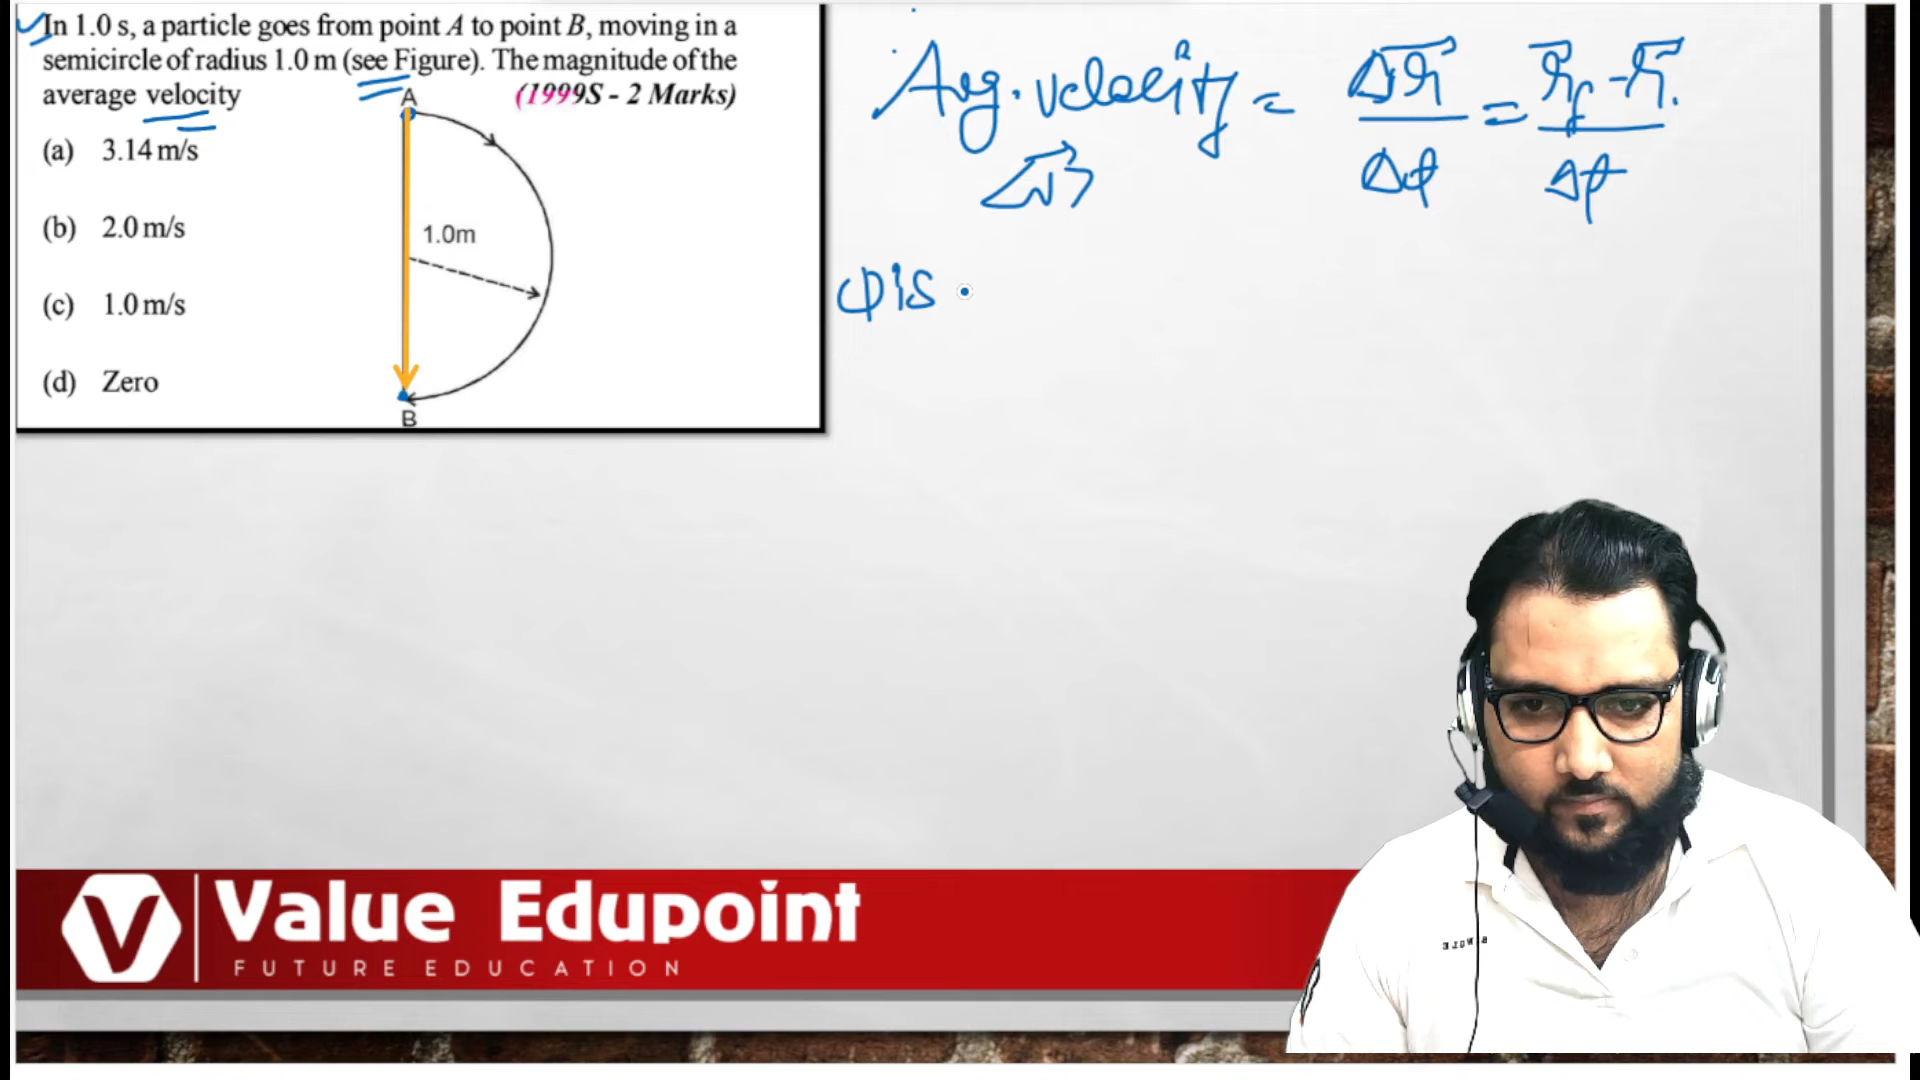 In 1.0 s, a particle goes from point A to point B, moving in a
semicircle of radius 1.0 m (see Figure). The magnitude of the
average velocity (1999S - 2 Marks)
A
(a) 3.14 m/s
(b) 2.0 m/s
1.0m
(c) 1.0 m/s
(d) Zero
B
Avg. velocity = Δr⃗ / Δt = r⃗f - r⃗i / Δt
<v⃗>
Dis
Value Edupoint
FUTURE EDUCATION